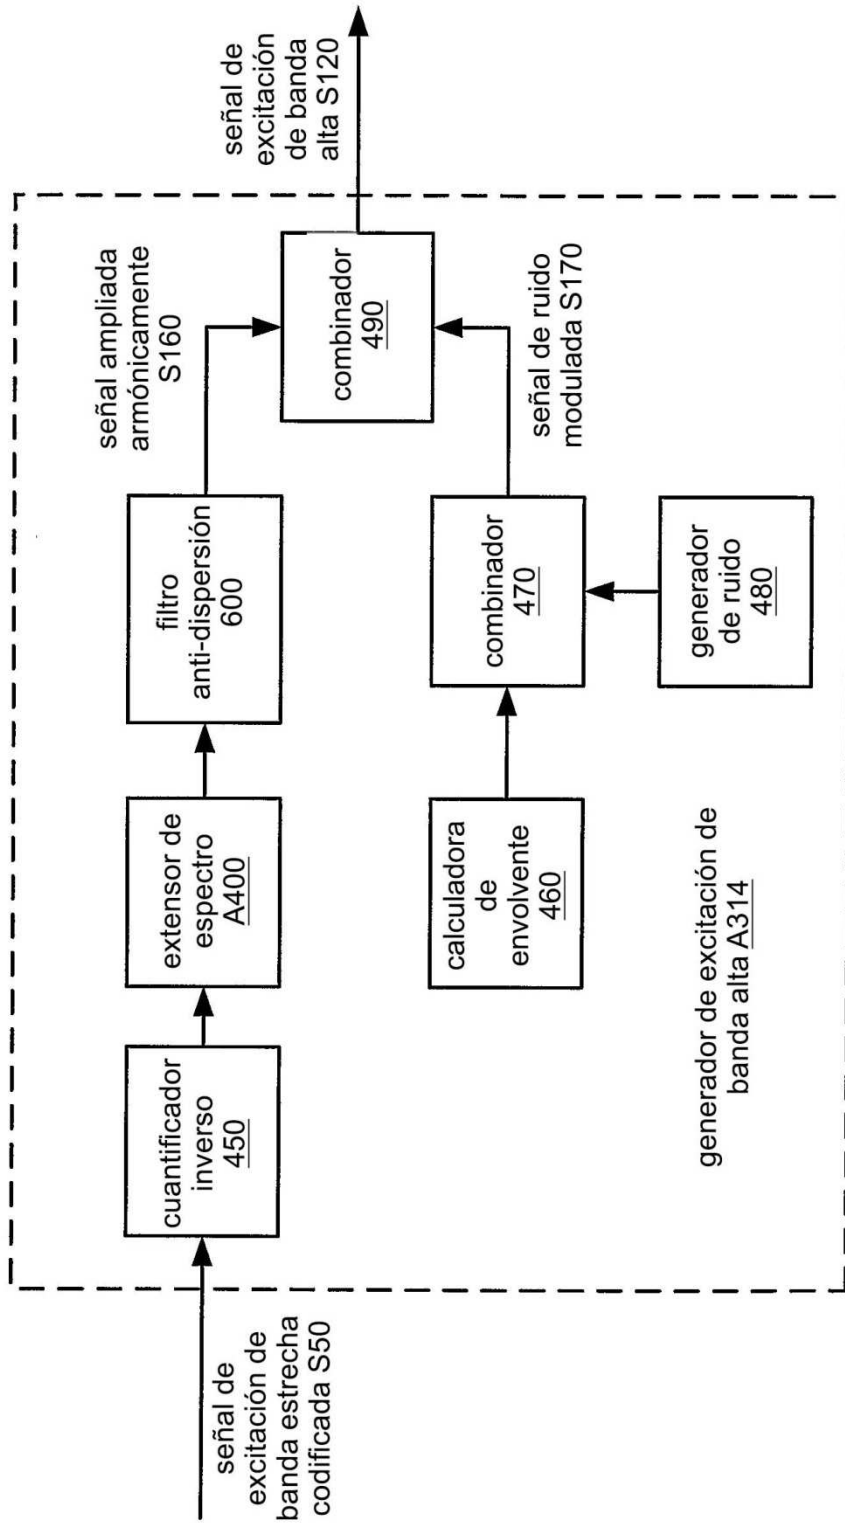 señal de
excitación de
banda estrecha
codificada S50
cuantificador
inverso
450
extensor de
espectro
A400
filtro
anti-dispersión
600
señal ampliada
armónicamente
S160
combinador
490
señal de
excitación
de banda
alta S120
calculadora
de
envolvente
460
combinador
470
señal de ruido
modulada S170
generador
de ruido
480
generador de excitación de
banda alta A314